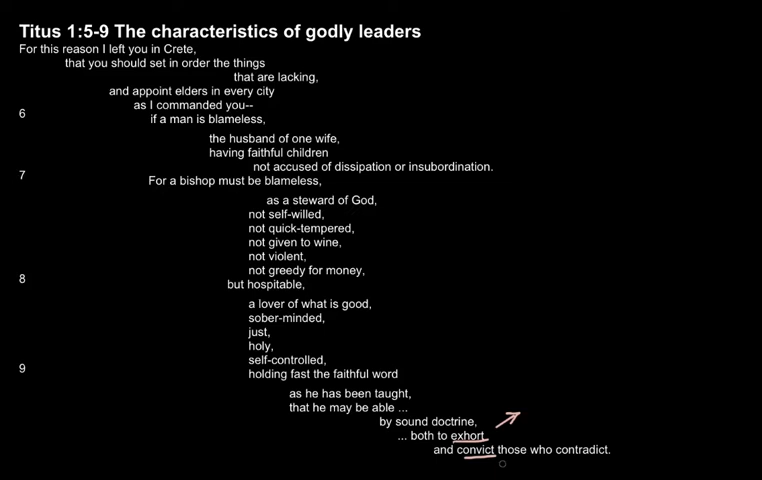 Titus 1:5-9 The characteristics of godly leaders
For this reason I left you in Crete,
that you should set in order the things
that are lacking,
and appoint elders in every city
as I commanded you--
6
if a man is blameless,
the husband of one wife,
having faithful children
not accused of dissipation or insubordination.
7
For a bishop must be blameless,
as a steward of God,
not self-willed,
not quick-tempered,
not given to wine,
not violent,
not greedy for money,
8
but hospitable,
a lover of what is good,
sober-minded,
just,
holy,
self-controlled,
9
holding fast the faithful word
as he has been taught,
that he may be able ...
by sound doctrine,
... both to exhort
and convict those who contradict.